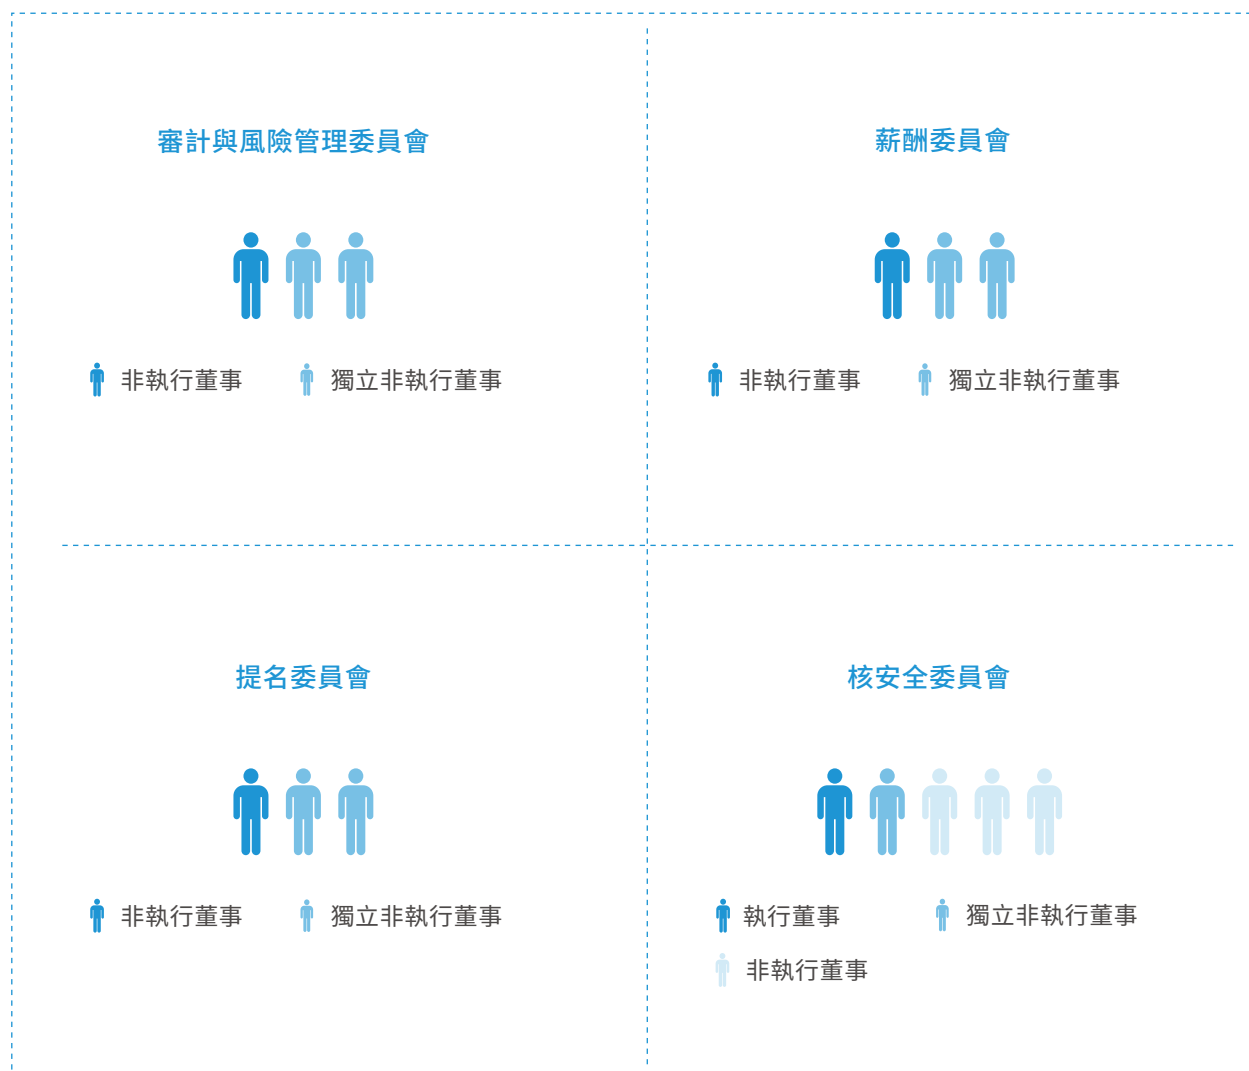 審計與風險管理委員會
非執行董事
獨立非執行董事
薪酬委員會
非執行董事
獨立非執行董事
提名委員會
非執行董事
獨立非執行董事
核安全委員會
執行董事
獨立非執行董事
非執行董事